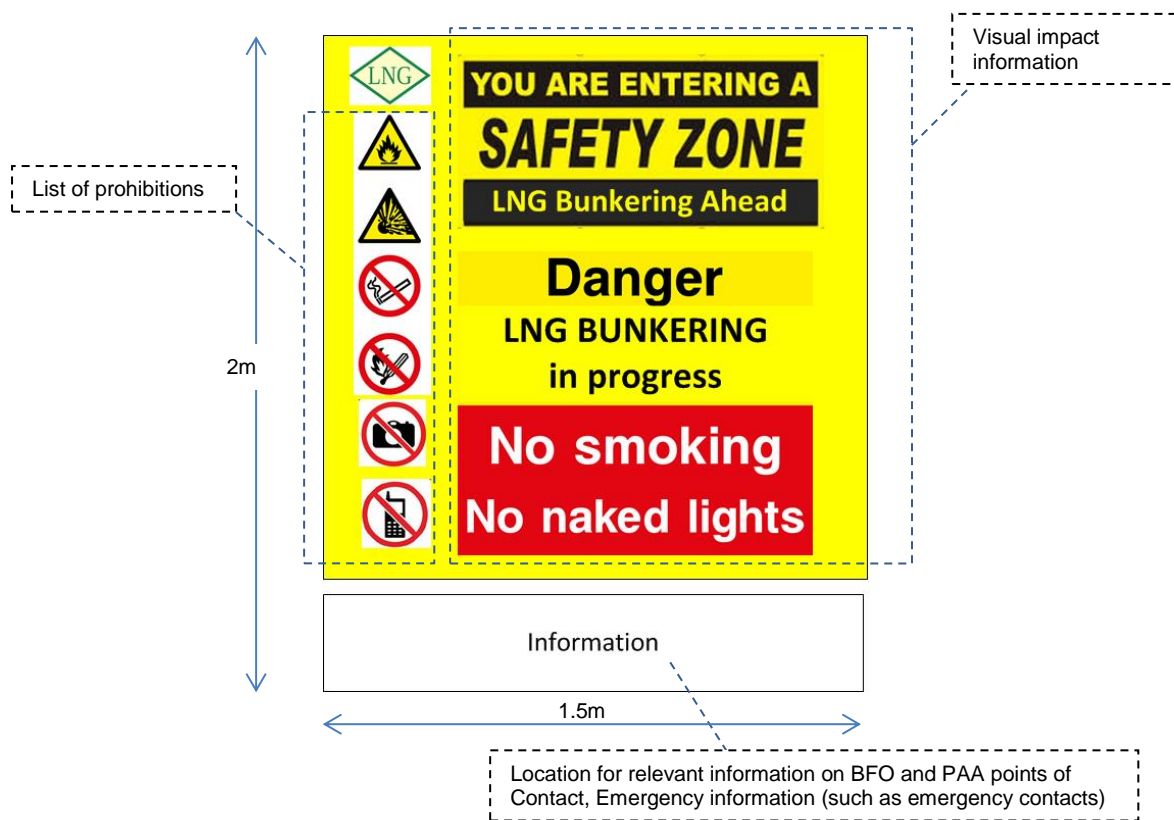 Visual impact
information
LNG
YOU ARE ENTERING A
SAFETY ZONE
LNG Bunkering Ahead
List of prohibitions
Danger
LNG BUNKERING
in progress
2m
No smoking
No naked lights
Information
1.5m
Location for relevant information on BFO and PAA points of
Contact, Emergency information (such as emergency contacts)